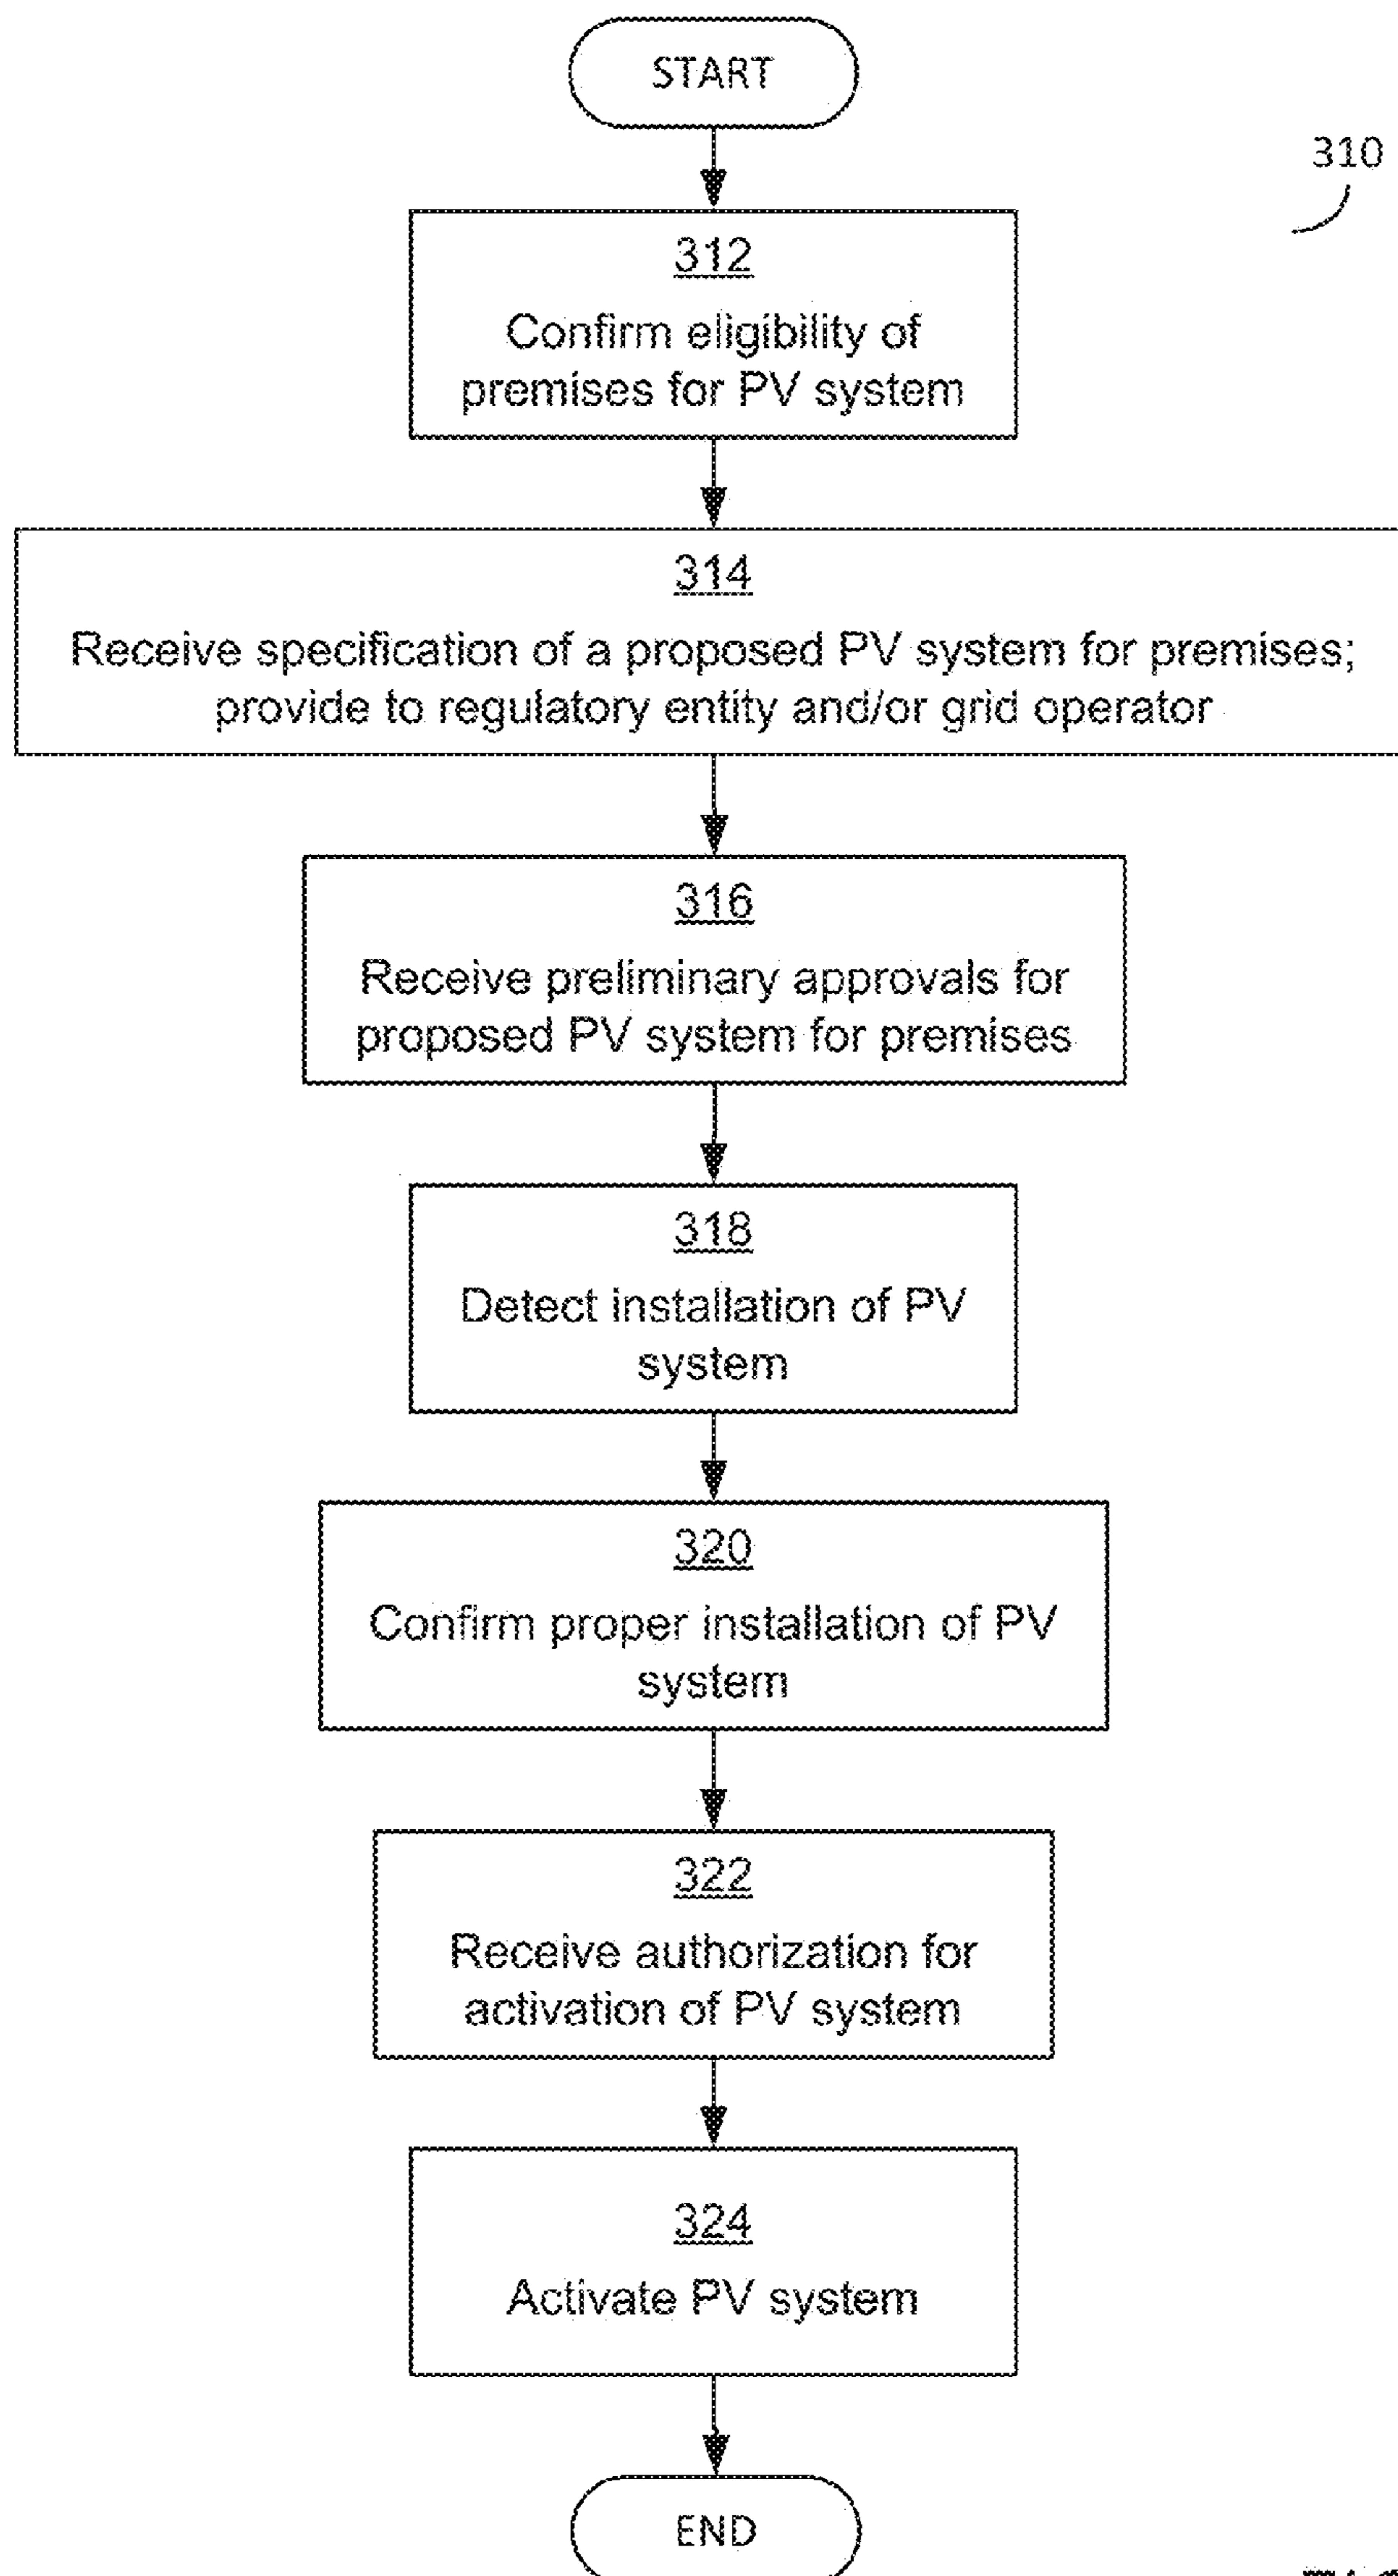 START
310
312
Confirm eligibility of
premises for PV system
314
Receive specification of a proposed PV system for premises;
provide to regulatory entity and/or grid operator
316
Receive preliminary approvals for
proposed PV system for premises
318
Detect installation of PV
system
320
Confirm proper installation of PV
system
322
Receive authorization for
activation of PV system
324
Activate PV system
END